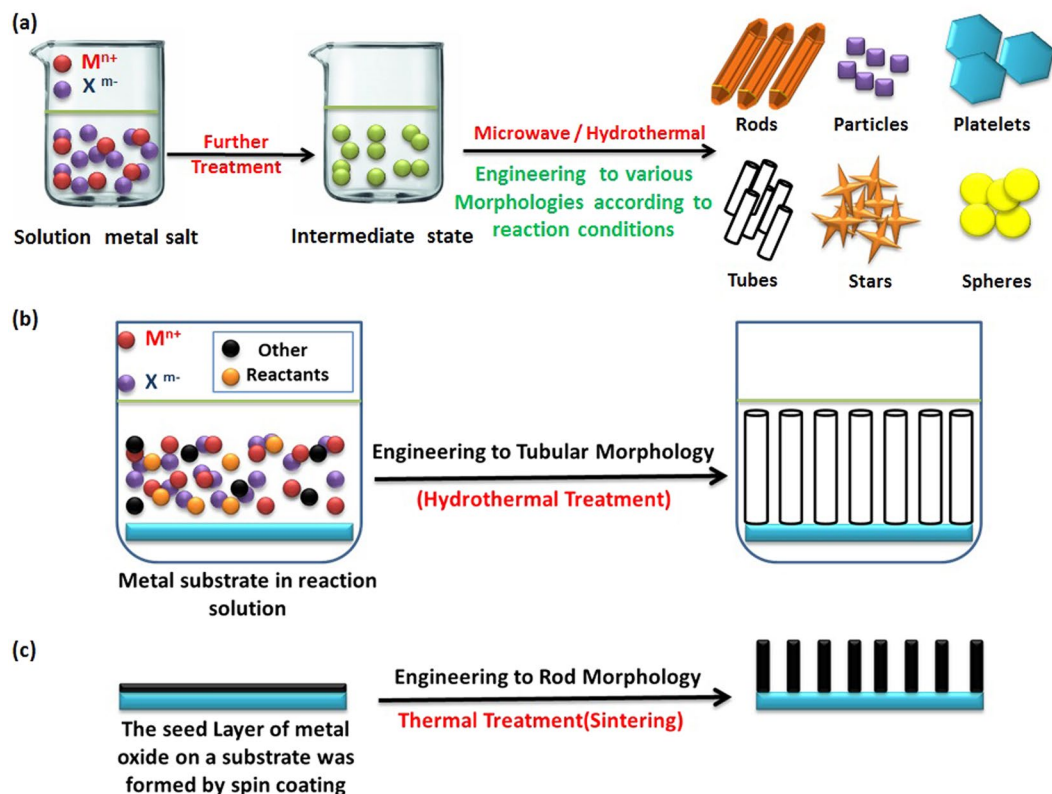 (a)
Mn+
X m-
Further
Treatment
Microwave / Hydrothermal
Engineering to various
Morphologies according to
reaction conditions
Solution metal salt
Intermediate state
Rods
Particles
Platelets
Tubes
Stars
Spheres
(b)
Mn+
X m-
Other
Reactants
Engineering to Tubular Morphology
(Hydrothermal Treatment)
Metal substrate in reaction
solution
(c)
Engineering to Rod Morphology
Thermal Treatment(Sintering)
The seed Layer of metal
oxide on a substrate was
formed by spin coating